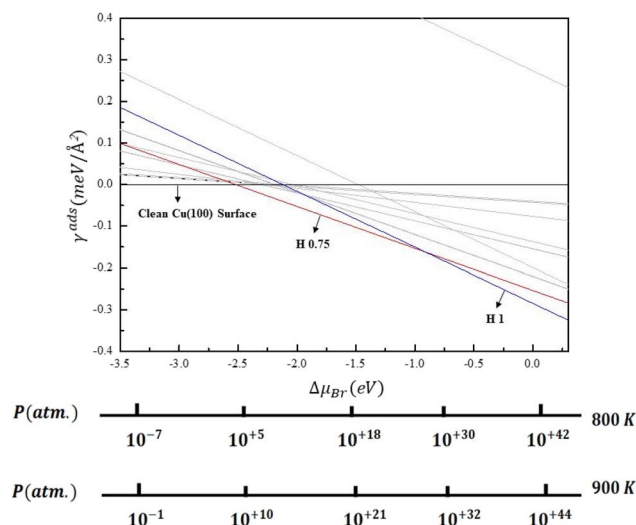 0.4
0.3
0.2
0.1
0.0
-0.1
-0.2
-0.3
-0.4
γ^ads (meV/Å²)
Clean Cu(100) Surface
H 0.75
H 1
-3.5 -3.0 -2.5 -2.0 -1.5 -1.0 -0.5 0.0
Δμ_Br (eV)
P(atm.) 800 K
10⁻⁷ 10⁺⁵ 10⁺¹⁸ 10⁺³⁰ 10⁺⁴²
P(atm.) 900 K
10⁻¹ 10⁺¹⁰ 10⁺²¹ 10⁺³² 10⁺⁴⁴